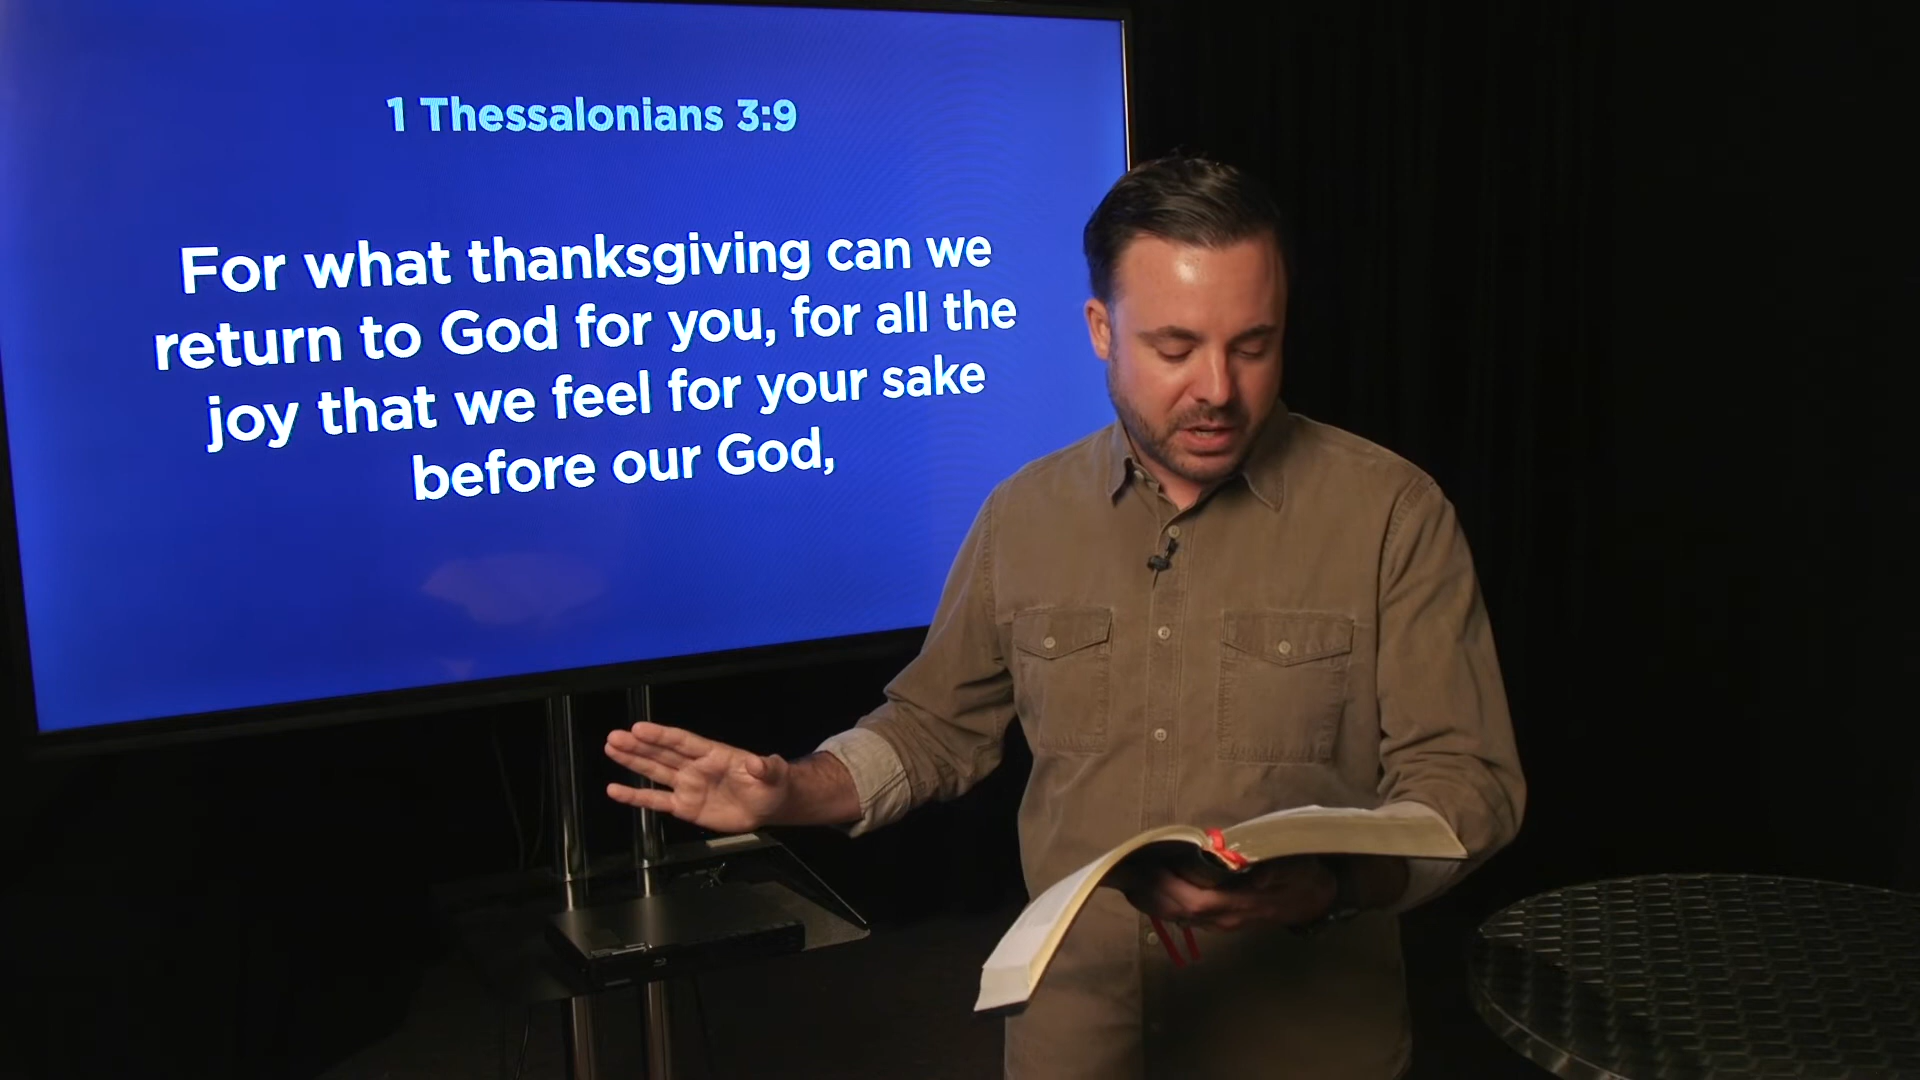 1 Thessalonians 3:9
For what thanksgiving can we
return to God for you, for all the
joy that we feel for your sake
before our God,